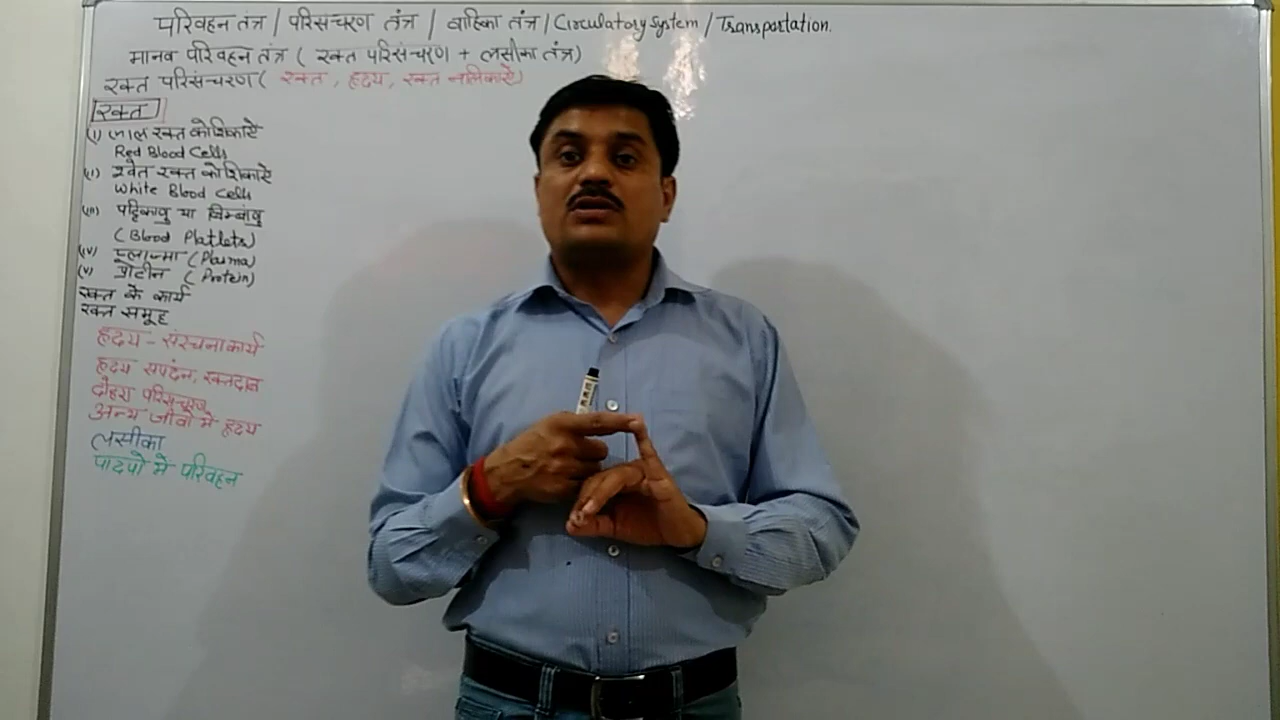 परिवहन तंत्र / परिसंचरण तंत्र / वाहिका तंत्र / Circulatory System / Transportation.
मानव परिवहन तंत्र ( रक्त परिसंचरण + लसीका तंत्र)
रक्त परिसंचरण ( रक्त , हृदय, रक्त नलिकाऐं)
रक्त
(i) लाल रक्त कोशिकाऐं
Red Blood Cells
(ii) श्वेत रक्त कोशिकाऐं
White Blood Cells
(iii) पट्टिकाणु या बिम्बाणु
(Blood Platlets)
(iv) प्लाज्मा (Plasma)
(v) प्रोटीन (Protein)
रक्त के कार्य
रक्त समूह
हृदय - संरचना कार्य
हृदय स्पंदन, रक्तदाब
दोहरा परिसंचरण
अन्य जीवों में हृदय
लसीका
पादपों में परिवहन